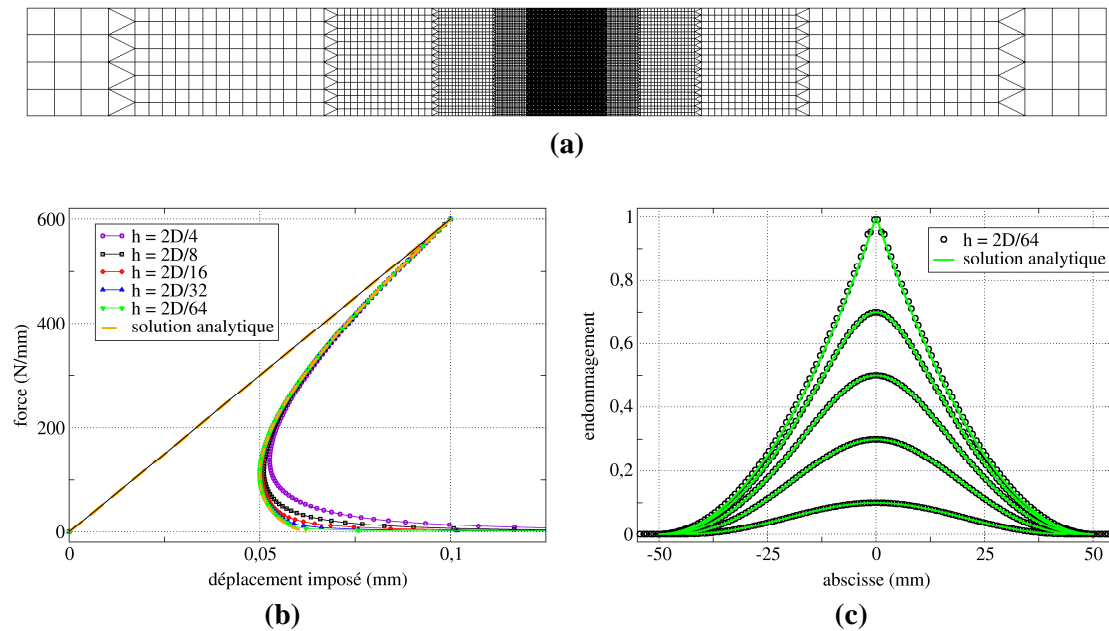 (a)
600
400
200
0
force (N/mm)
h = 2D/4
h = 2D/8
h = 2D/16
h = 2D/32
h = 2D/64
solution analytique
0
0,05
0,1
déplacement imposé (mm)
(b)
1
0,8
0,6
0,4
0,2
0
endommagement
h = 2D/64
solution analytique
-50
-25
0
25
50
abscisse (mm)
(c)